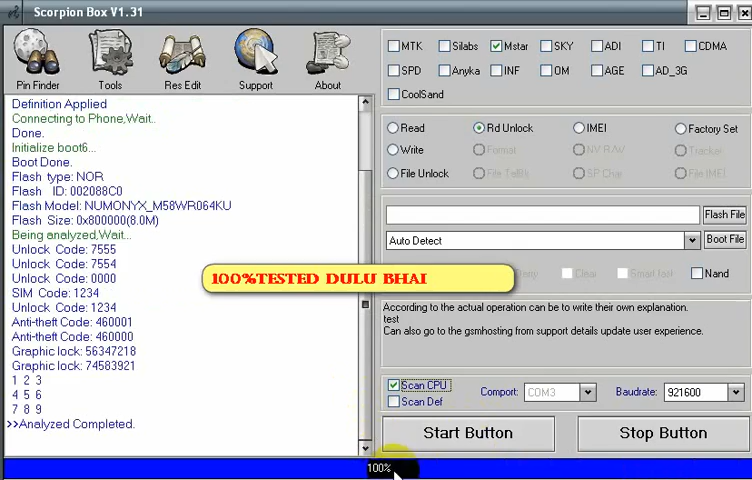 Scorpion Box V1.31
Pin Finder
Tools
Res Edit
Support
About
MTK
Silabs
Mstar
SKY
ADI
TI
CDMA
SPD
Anyka
INF
OM
AGE
AD_3G
CoolSand
Definition Applied
Connecting to Phone,Wait..
Done.
Initialize boot6...
Boot Done.
Flash type: NOR
Flash ID: 002088C0
Flash Model: NUMONYX_M58WR064KU
Flash Size: 0x800000(8.0M)
Being analyzed,Wait...
Unlock Code: 7555
Unlock Code: 7554
Unlock Code: 0000
SIM Code: 1234
Unlock Code: 1234
Anti-theft Code: 460001
Anti-theft Code: 460000
Graphic lock: 56347218
Graphic lock: 74583921
1 2 3
4 5 6
7 8 9
>>Analyzed Completed.
100%TESTED DULU BHAI
Read
Rd Unlock
IMEI
Factory Set
Write
Format
NV RAV
Tracker
File Unlock
File TelBk
SP Char
File IMEI
Flash File
Auto Detect
Boot File
Clear
Smart fast
Nand
According to the actual operation can be to write their own explanation.
test
Can also go to the gsmhosting from support details update user experience.
Scan CPU
Scan Def
Comport:
COM3
Baudrate:
921600
Start Button
Stop Button
100%